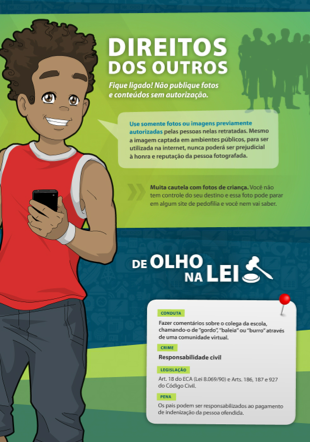 DIREITOS
DOS OUTROS
Fique ligado! Não publique fotos
e conteúdos sem autorização.
Use somente fotos ou imagens previamente
autorizadas pelas pessoas nelas retratadas. Mesmo
a imagem captada em ambientes públicos, para ser
utilizada na internet, nunca poderá ser prejudicial
à honra e reputação da pessoa fotografada.
Muita cautela com fotos de criança. Você não
tem controle do seu destino e essa foto pode parar
em algum site de pedofilia e você nem vai saber.
DE OLHO
NA LEI
CONDUTA
Fazer comentários sobre o colega da escola,
chamando-o de "gordo", "baleia" ou "burro" através
de uma comunidade virtual.
CRIME
Responsabilidade civil
LEGISLAÇÃO
Art. 18 do ECA (Lei 8.069/90) e Arts. 186, 187 e 927
do Código Civil.
PENA
Os pais poderão ser responsabilizados ao pagamento
de indenização da pessoa ofendida.